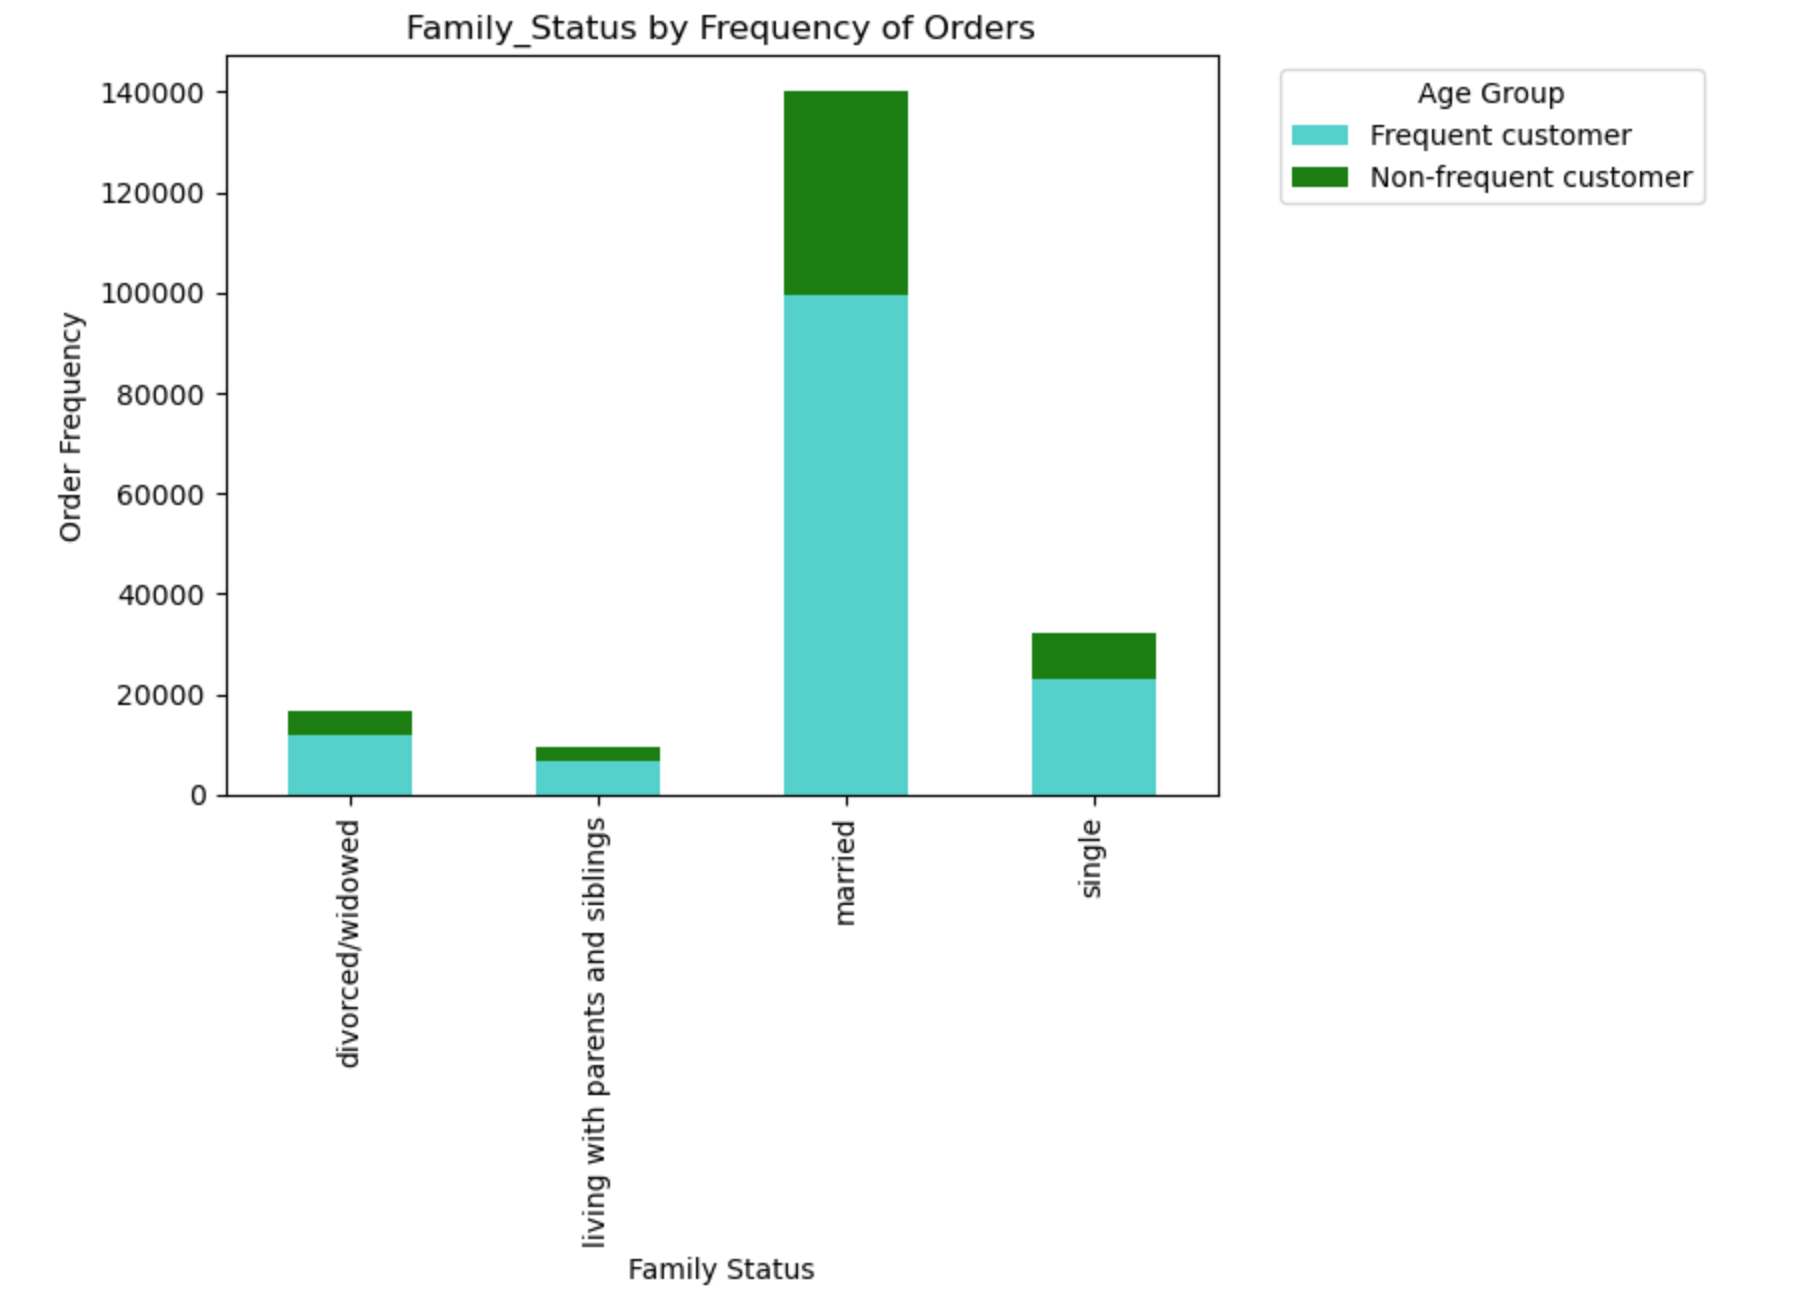 Family_Status by Frequency of Orders
Age Group
Frequent customer
Non-frequent customer
Order Frequency
140000
120000
100000
80000
60000
40000
20000
0
divorced/widowed
living with parents and siblings
married
single
Family Status